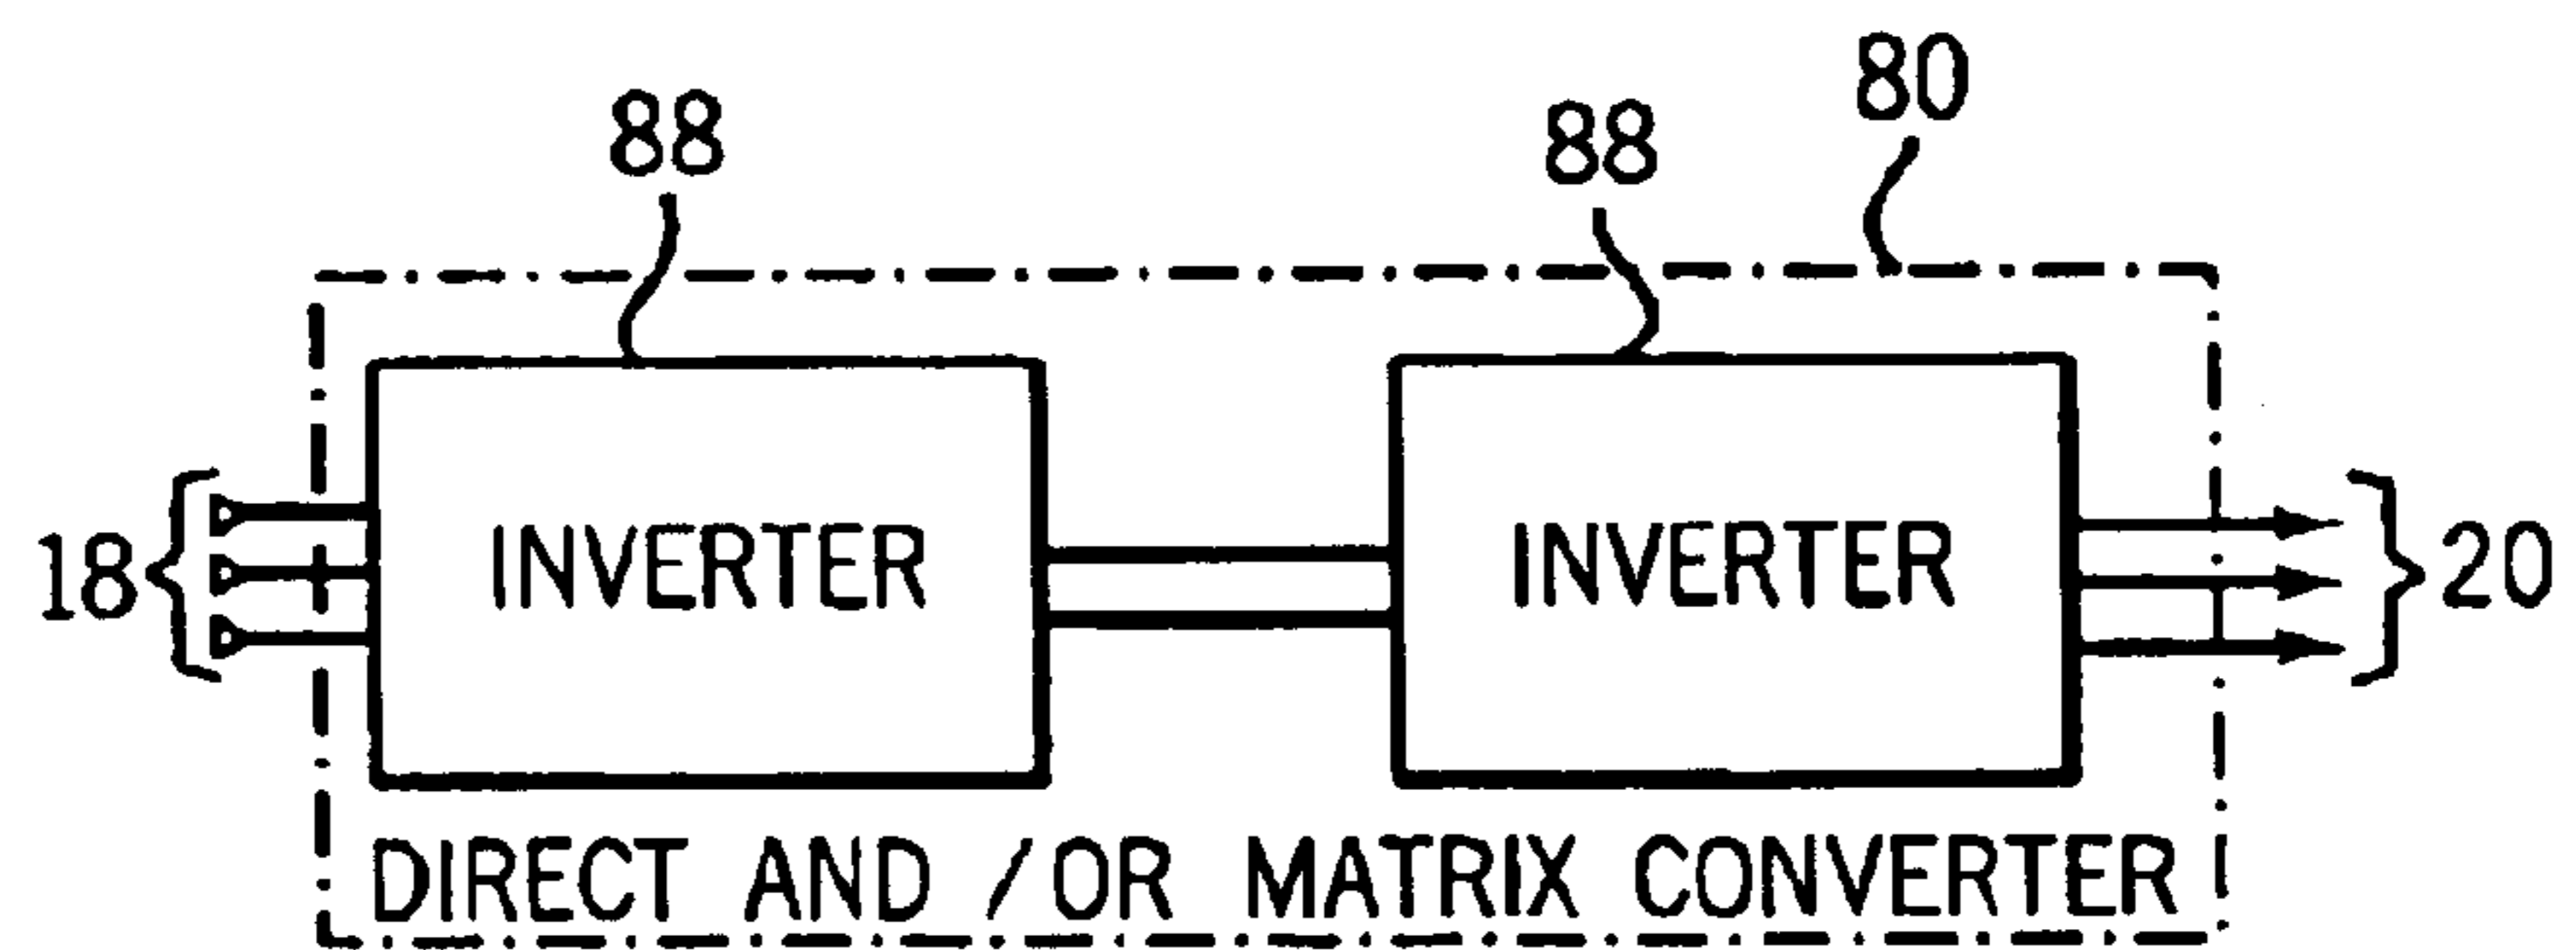 80
88
88
18
INVERTER
INVERTER
20
DIRECT AND /OR MATRIX CONVERTER